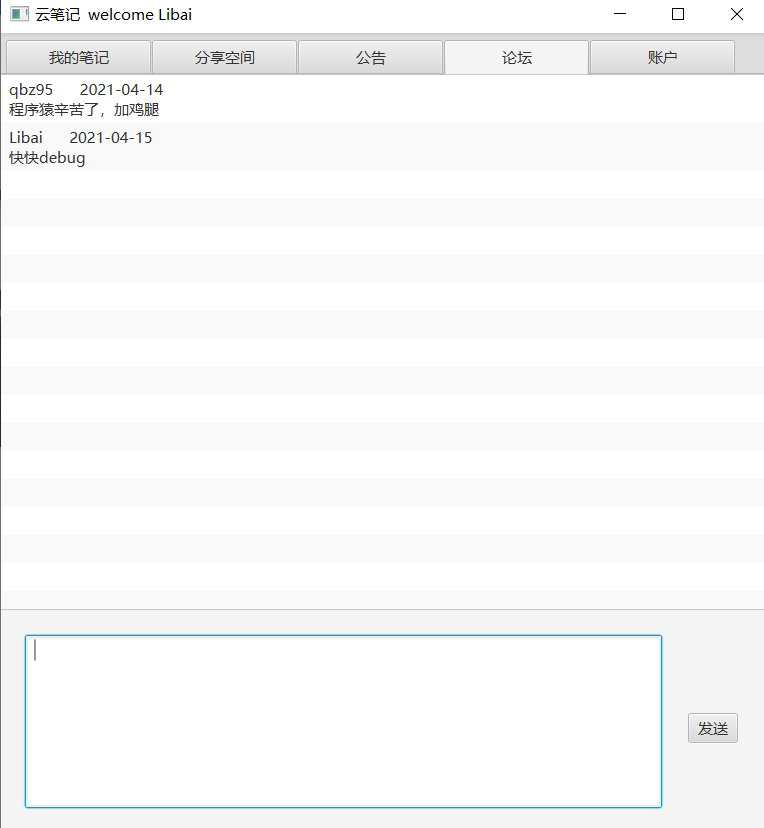 云笔记 welcome Libai
我的笔记 分享空间 公告 论坛 账户
qbz95 2021-04-14
程序猿辛苦了，加鸡腿
Libai 2021-04-15
快快debug
发送